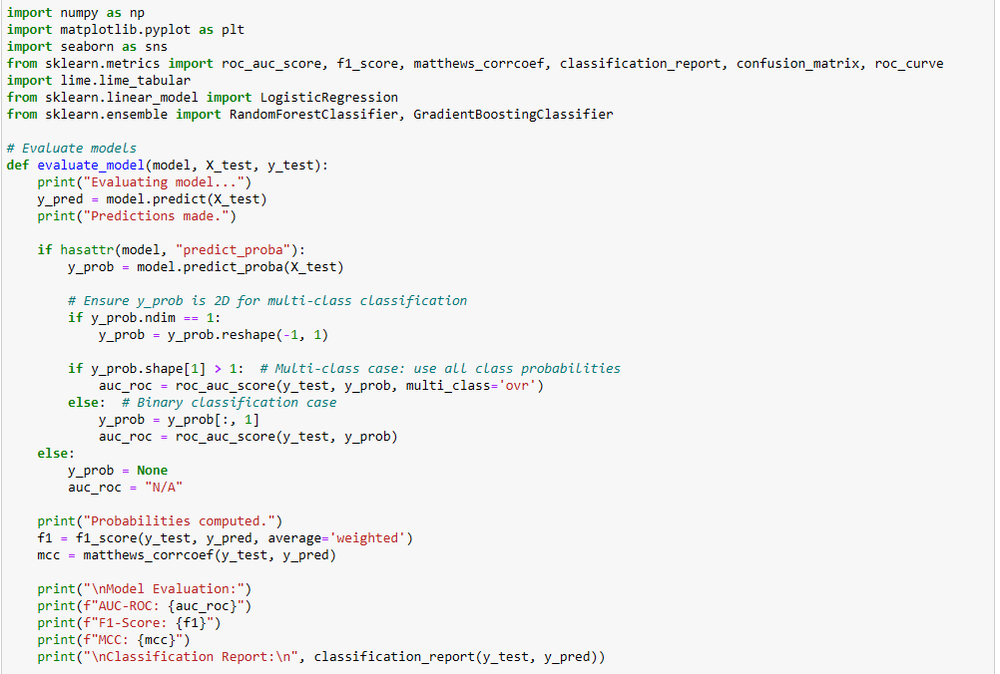 import numpy as np
import matplotlib.pyplot as plt
import seaborn as sns
from sklearn.metrics import roc_auc_score, f1_score, matthews_corrcoef, classification_report, confusion_matrix, roc_curve
import lime.lime_tabular
from sklearn.linear_model import LogisticRegression
from sklearn.ensemble import RandomForestClassifier, GradientBoostingClassifier

# Evaluate models
def evaluate_model(model, X_test, y_test):
    print("Evaluating model...")
    y_pred = model.predict(X_test)
    print("Predictions made.")

    if hasattr(model, "predict_proba"):
        y_prob = model.predict_proba(X_test)

        # Ensure y_prob is 2D for multi-class classification
        if y_prob.ndim == 1:
            y_prob = y_prob.reshape(-1, 1)

        if y_prob.shape[1] > 1:  # Multi-class case: use all class probabilities
            auc_roc = roc_auc_score(y_test, y_prob, multi_class='ovr')
        else:  # Binary classification case
            y_prob = y_prob[:, 1]
            auc_roc = roc_auc_score(y_test, y_prob)
    else:
        y_prob = None
        auc_roc = "N/A"

    print("Probabilities computed.")
    f1 = f1_score(y_test, y_pred, average='weighted')
    mcc = matthews_corrcoef(y_test, y_pred)

    print("\nModel Evaluation:")
    print(f"AUC-ROC: {auc_roc}")
    print(f"F1-Score: {f1}")
    print(f"MCC: {mcc}")
    print("\nClassification Report:\n", classification_report(y_test, y_pred))